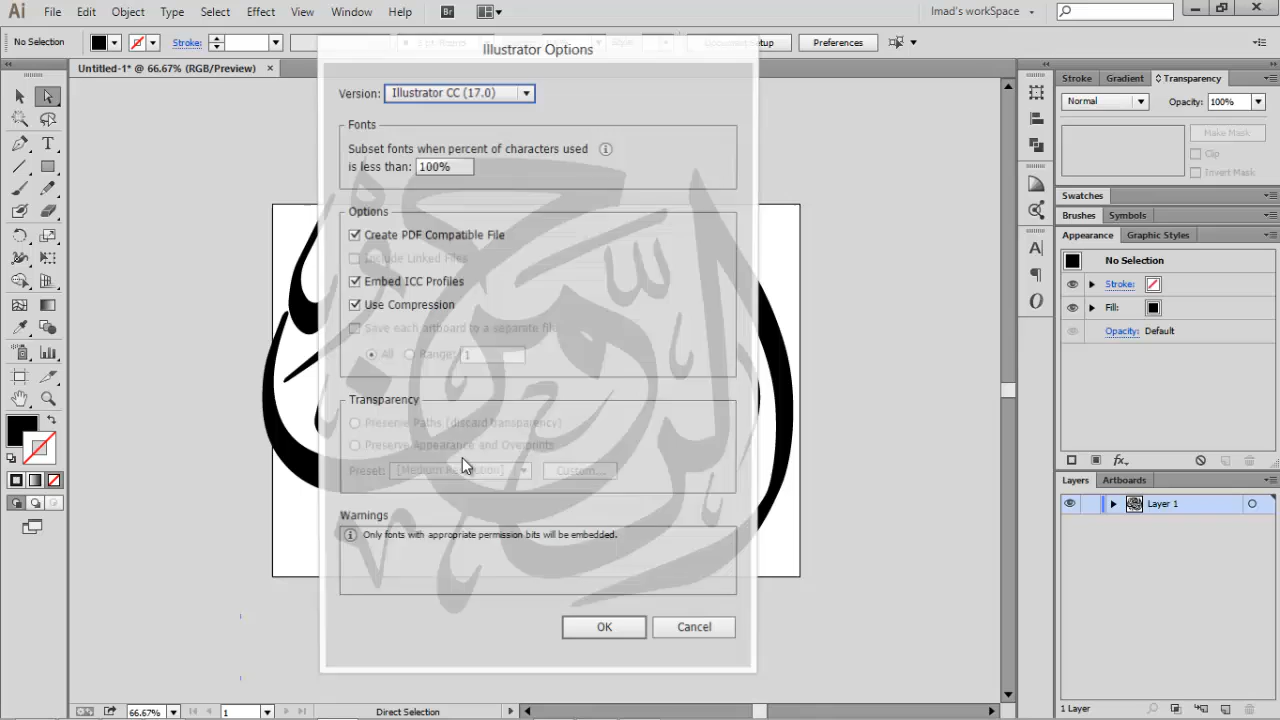 Ai File Edit Object Type Select Effect View Window Help Br Imad's workSpace
No Selection Stroke: Style: Document Setup Preferences
Untitled-1* @ 66.67% (RGB/Preview) ×
Illustrator Options
Version: Illustrator CC (17.0)
Fonts
Subset fonts when percent of characters used
is less than: 100%
Options
Create PDF Compatible File
Include Linked Files
Embed ICC Profiles
Use Compression
Save each artboard to a separate file
All Range: 1
Transparency
Preserve Paths (discard transparency)
Preserve Appearance and Overprints
Preset: [Medium Resolution] Custom...
Warnings
Only fonts with appropriate permission bits will be embedded.
OK Cancel
Stroke Gradient Transparency
Normal Opacity: 100%
Make Mask
Clip
Invert Mask
Swatches
Brushes Symbols
Appearance Graphic Styles
No Selection
Stroke:
Fill:
Opacity: Default
Layers Artboards
Layer 1
1 Layer
66.67% 1 Direct Selection